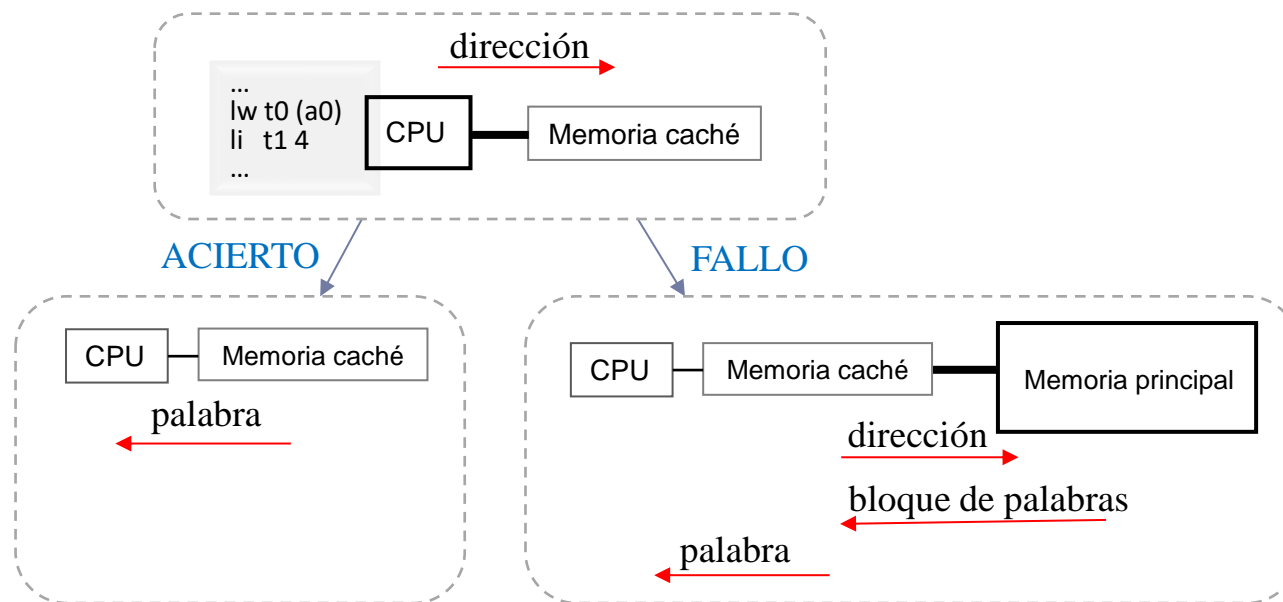 dirección
...
lw t0 (a0)
li t1 4
...
CPU
Memoria caché
ACIERTO
FALLO
CPU
Memoria caché
palabra
CPU
Memoria caché
Memoria principal
dirección
bloque de palabras
palabra